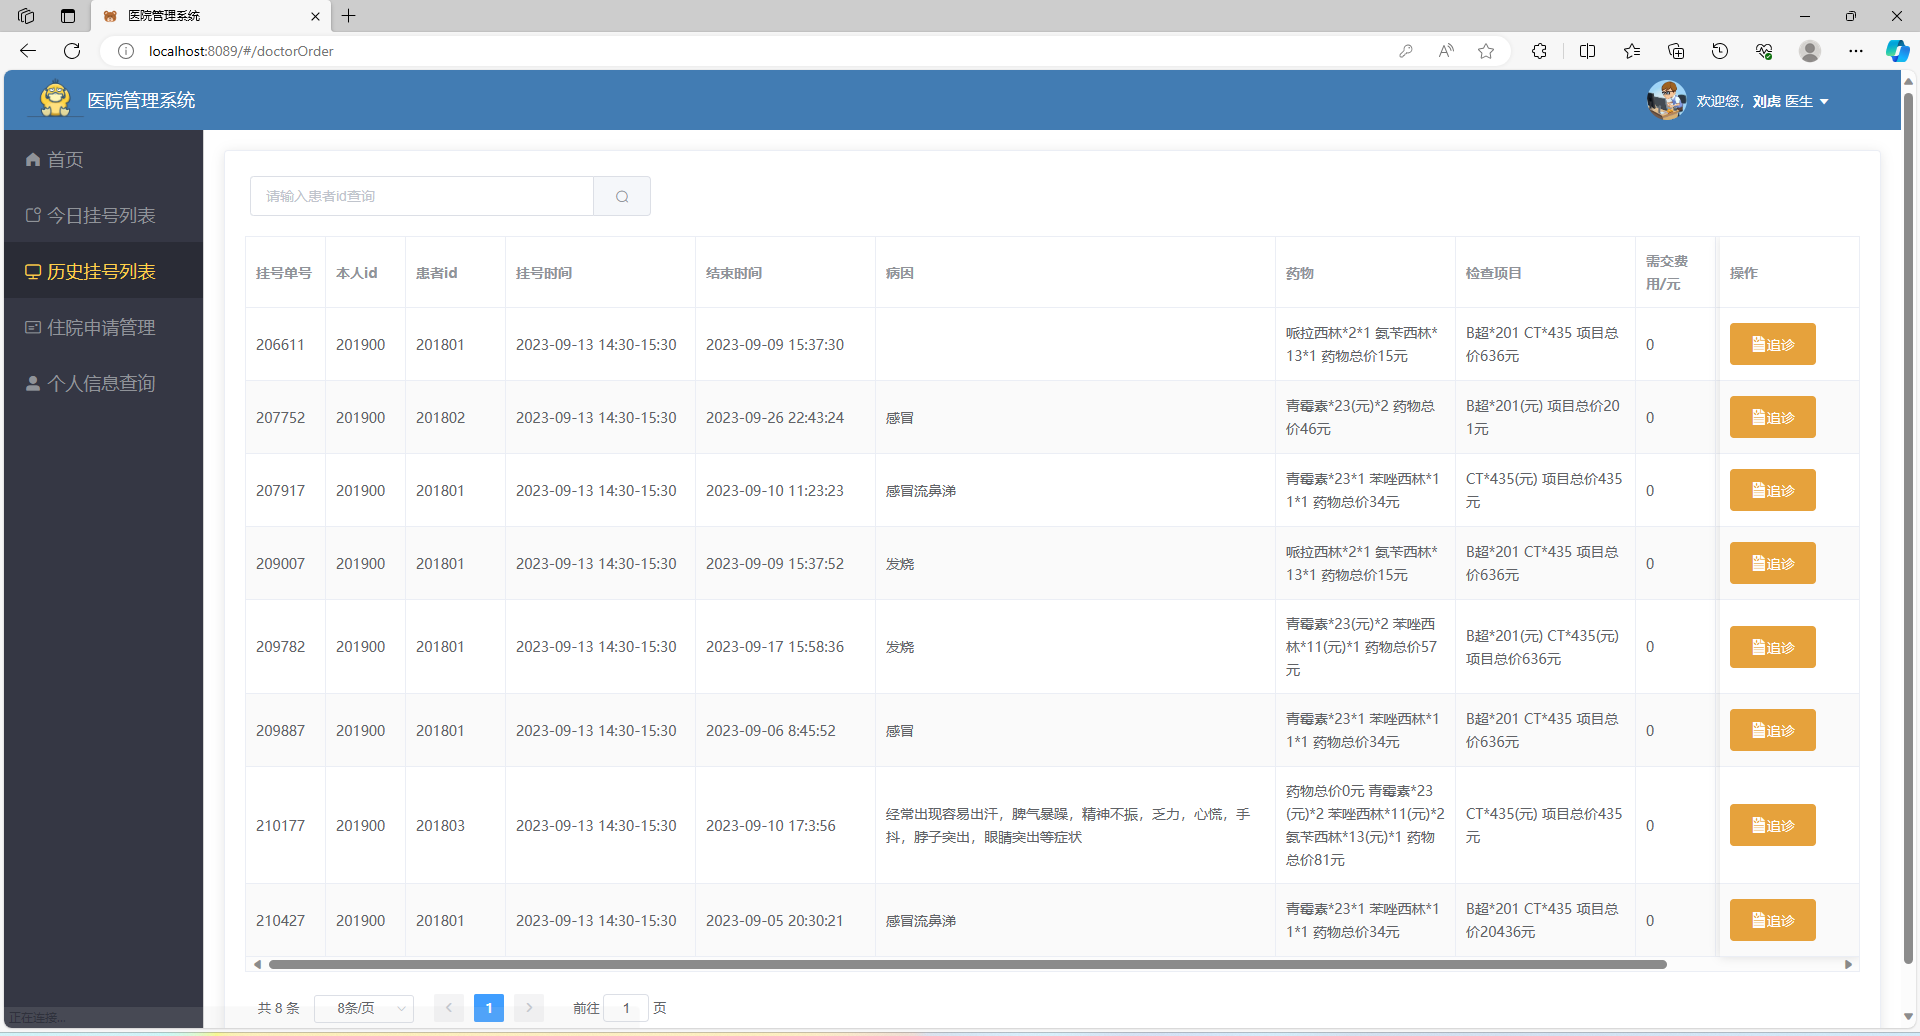 医院管理系统
localhost:8089/#/doctorOrder
医院管理系统
欢迎您，刘虎 医生
首页
今日挂号列表
历史挂号列表
住院申请管理
个人信息查询
请输入患者id查询
挂号单号 本人id 患者id 挂号时间 结束时间 病因 药物 检查项目 需交费
用/元 操作
206611 201900 201801 2023-09-13 14:30-15:30 2023-09-09 15:37:30 哌拉西林*2*1 氨苄西林* B超*201 CT*435 项目总 0 追诊
13*1 药物总价15元 价636元
207752 201900 201802 2023-09-13 14:30-15:30 2023-09-26 22:43:24 感冒 青霉素*23(元)*2 药物总 B超*201(元) 项目总价20 0 追诊
价46元 1元
207917 201900 201801 2023-09-13 14:30-15:30 2023-09-10 11:23:23 感冒流鼻涕 青霉素*23*1 苯唑西林*1 CT*435(元) 项目总价435 0 追诊
1*1 药物总价34元 元
209007 201900 201801 2023-09-13 14:30-15:30 2023-09-09 15:37:52 发烧 哌拉西林*2*1 氨苄西林* B超*201 CT*435 项目总 0 追诊
13*1 药物总价15元 价636元
209782 201900 201801 2023-09-13 14:30-15:30 2023-09-17 15:58:36 发烧 青霉素*23(元)*2 苯唑西 B超*201(元) CT*435(元) 0 追诊
林*11(元)*1 药物总价57 项目总价636元
元
209887 201900 201801 2023-09-13 14:30-15:30 2023-09-06 8:45:52 感冒 青霉素*23*1 苯唑西林*1 B超*201 CT*435 项目总 0 追诊
1*1 药物总价34元 价636元
210177 201900 201803 2023-09-13 14:30-15:30 2023-09-10 17:3:56 经常出现容易出汗，脾气暴躁，精神不振，乏力，心慌，手 药物总价0元 青霉素*23 CT*435(元) 项目总价435 0 追诊
抖，脖子突出，眼睛突出等症状 (元)*2 苯唑西林*11(元)*2 元
氨苄西林*13(元)*1 药物
总价81元
210427 201900 201801 2023-09-13 14:30-15:30 2023-09-05 20:30:21 感冒流鼻涕 青霉素*23*1 苯唑西林*1 B超*201 CT*435 项目总 0 追诊
1*1 药物总价34元 价20436元
共 8 条 8条/页 1 前往 1 页
正在连接...